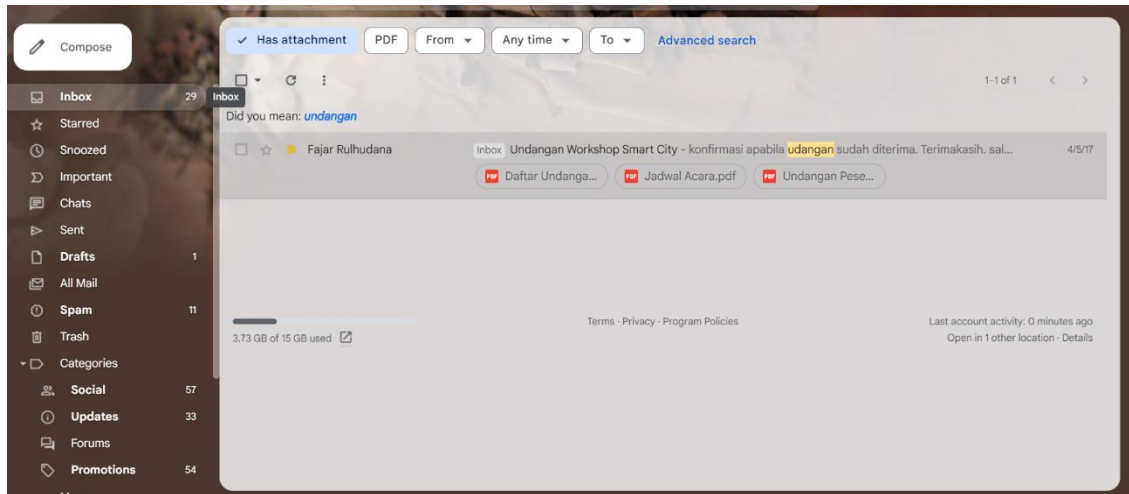 Compose
Inbox 29
Starred
Snoozed
Important
Chats
Sent
Drafts 1
All Mail
Spam 11
Trash
Categories
Social 57
Updates 33
Forums
Promotions 54
Inbox
Has attachment PDF From Any time To Advanced search
1–1 of 1
Did you mean: undangan
Fajar Rulhudana Inbox Undangan Workshop Smart City - konfirmasi apabila udangan sudah diterima. Terimakasih. sal... 4/5/17
PDF Daftar Undanga... PDF Jadwal Acara.pdf PDF Undangan Pese...
3.73 GB of 15 GB used
Terms · Privacy · Program Policies
Last account activity: 0 minutes ago
Open in 1 other location · Details